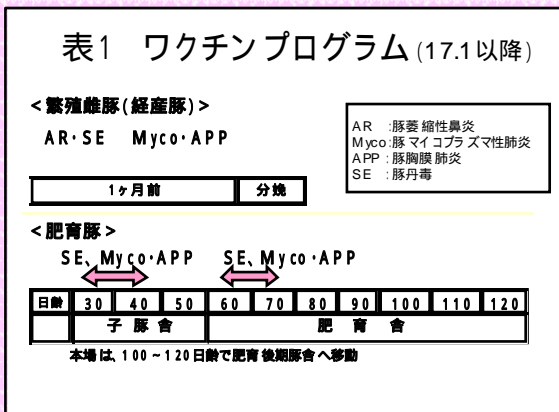 表1 ワクチンプログラム(17.1以降)
<繁殖雌豚(経産豚)>
AR・SE Myco・APP
AR :豚萎縮性鼻炎
Myco:豚マイコプラズマ性肺炎
APP :豚胸膜肺炎
SE :豚丹毒
1ヶ月前 分娩
<肥育豚>
SE、Myco・APP SE、Myco・APP
日齢 30 40 50 60 70 80 90 100 110 120
子豚舎 肥育舎
本場は、100~120日齢で肥育後期豚舎へ移動